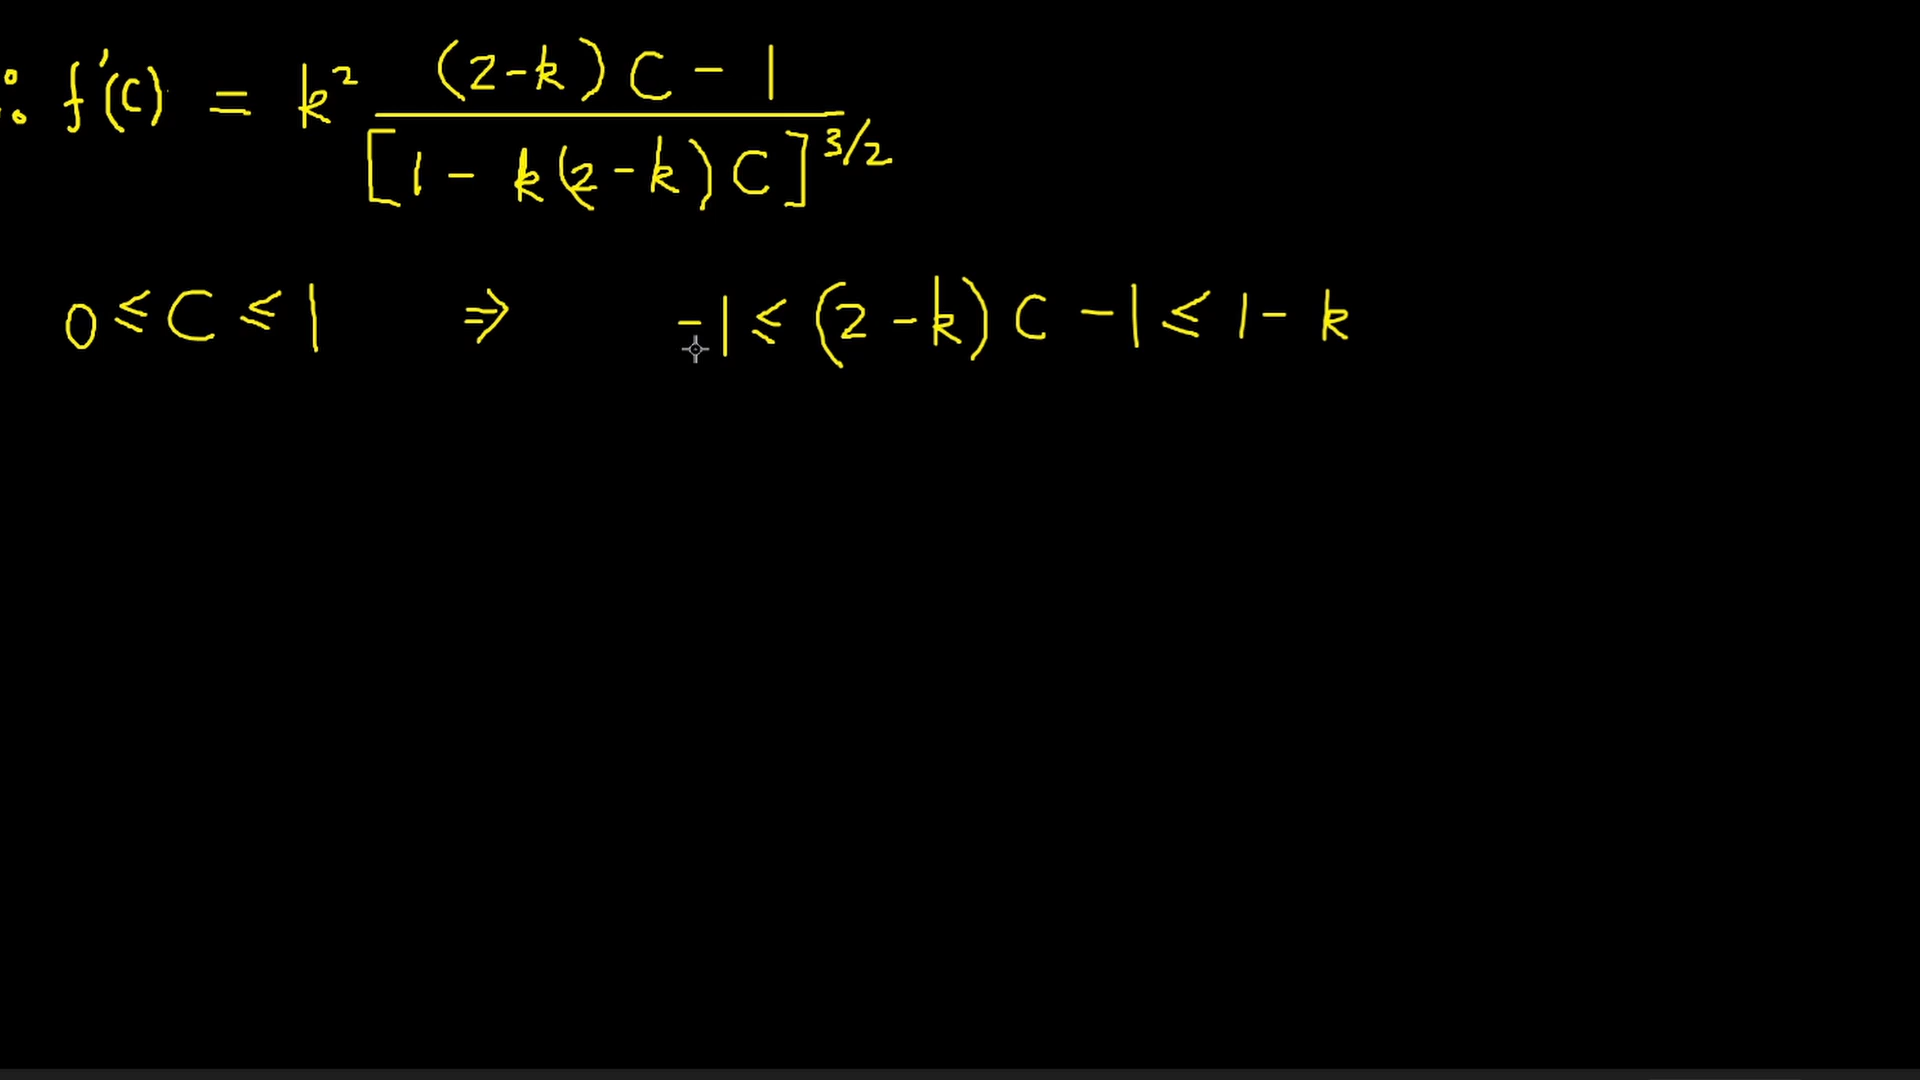 ∴ f'(c) = k² ((2-k)C - 1) / [1 - k(2-k)C]^3/2
0 ≤ C ≤ 1 ⇒ -1 ≤ (2-k)C - 1 ≤ 1 - k